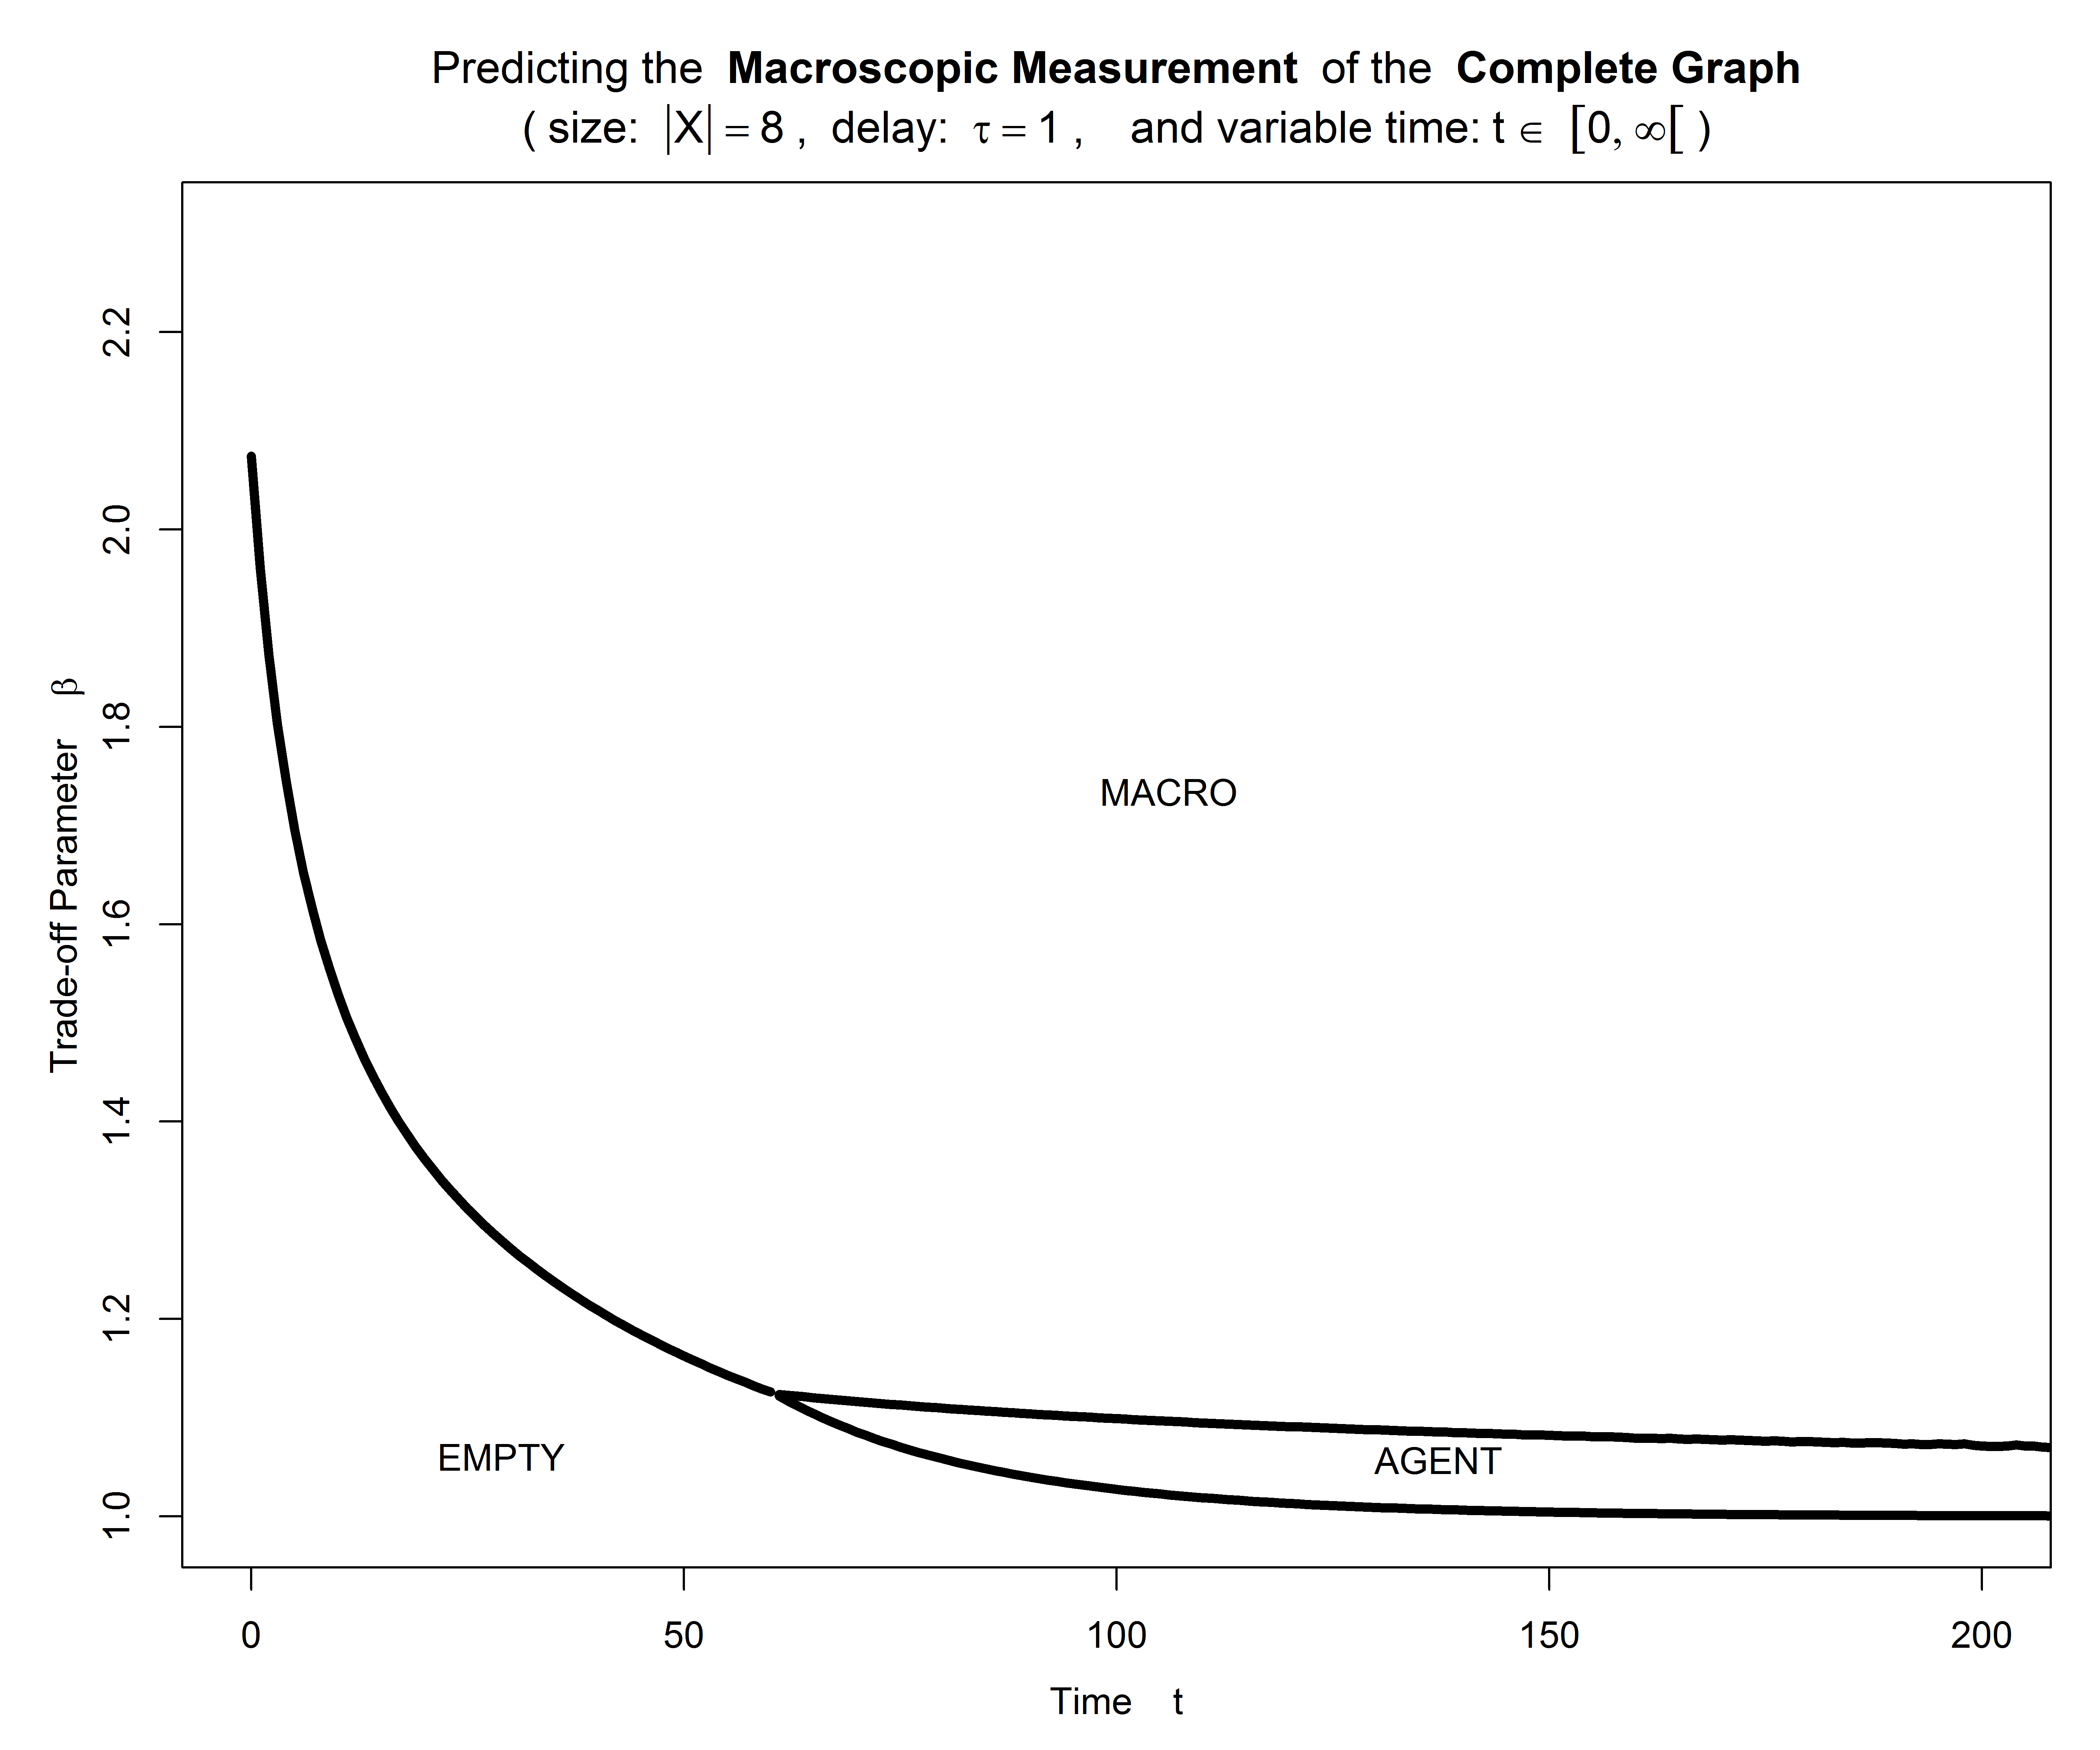 Predicting the Macroscopic Measurement of the Complete Graph
( size: |X| = 8 , delay: τ = 1 , and variable time: t ∈ [0, ∞[ )
Trade-off Parameter β
2.2
2.0
1.8
1.6
1.4
1.2
1.0
MACRO
EMPTY
AGENT
0 50 100 150 200
Time t